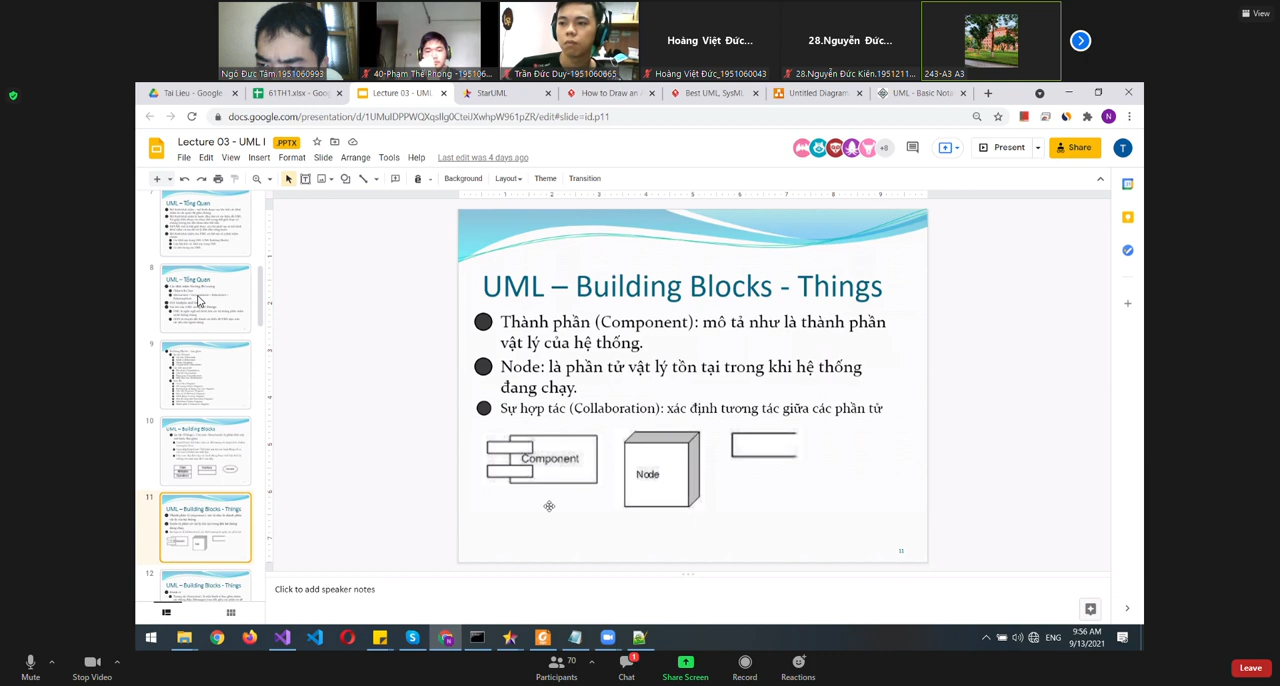 View
Ngô Đức Tâm.1951060993
40-Phạm Thế Phong -195106...
Trần Đức Duy-1951060665
Hoàng Việt Đức...
Hoàng Việt Đức_1951060043
28.Nguyễn Đức...
28.Nguyễn Đức Kiên.1951211...
243-A3 A3
Tai Lieu - Google
61TH1.xlsx - Goo
Lecture 03 - UML
StarUML
How to Draw an
Best UML, SysML
Untitled Diagram
UML - Basic Nota
docs.google.com/presentation/d/1UMulDPPWQXqsIlg0CteiJXwhpW961pZR/edit#slide=id.p11
Lecture 03 - UML I
.PPTX
+8
Present
Share
T
N
File
Edit
View
Insert
Format
Slide
Arrange
Tools
Help
Last edit was 4 days ago
Background
Layout
Theme
Transition
UML – Tổng Quan
8
UML – Tổng Quan
9
10
UML – Building Blocks
11
UML – Building Blocks - Things
12
UML – Building Blocks - Things
UML – Building Blocks - Things
Thành phần (Component): mô tả như là thành phần
vật lý của hệ thống.
Node: là phần tử vật lý tồn tại trong khi hệ thống
đang chạy.
Sự hợp tác (Collaboration): xác định tương tác giữa các phần tử
Component
Node
11
Click to add speaker notes
ENG
9:56 AM
9/13/2021
Mute
Stop Video
70
Participants
1
Chat
Share Screen
Record
Reactions
Leave